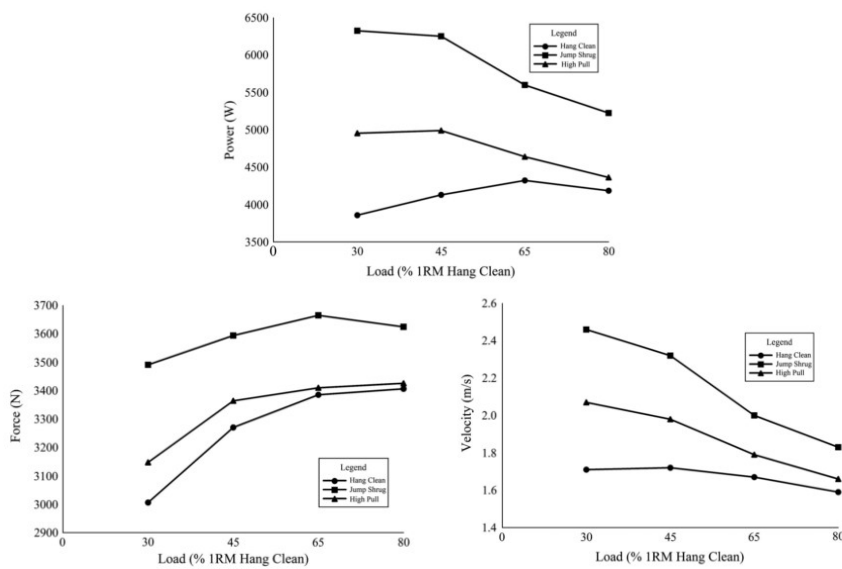 6500
6000
5500
5000
4500
4000
3500
Power (W)
0
30 45 65 80
Load (% 1RM Hang Clean)
Legend
Hang Clean
Jump Shrug
High Pull
3700
3600
3500
3400
3300
3200
3100
3000
2900
Force (N)
0 30 45 65 80
Load (% 1RM Hang Clean)
Legend
Hang Clean
Jump Shrug
High Pull
2.6
2.4
2.2
2.0
1.8
1.6
1.4
Velocity (m/s)
0 30 45 65 80
Load (% 1RM Hang Clean)
Legend
Hang Clean
Jump Shrug
High Pull